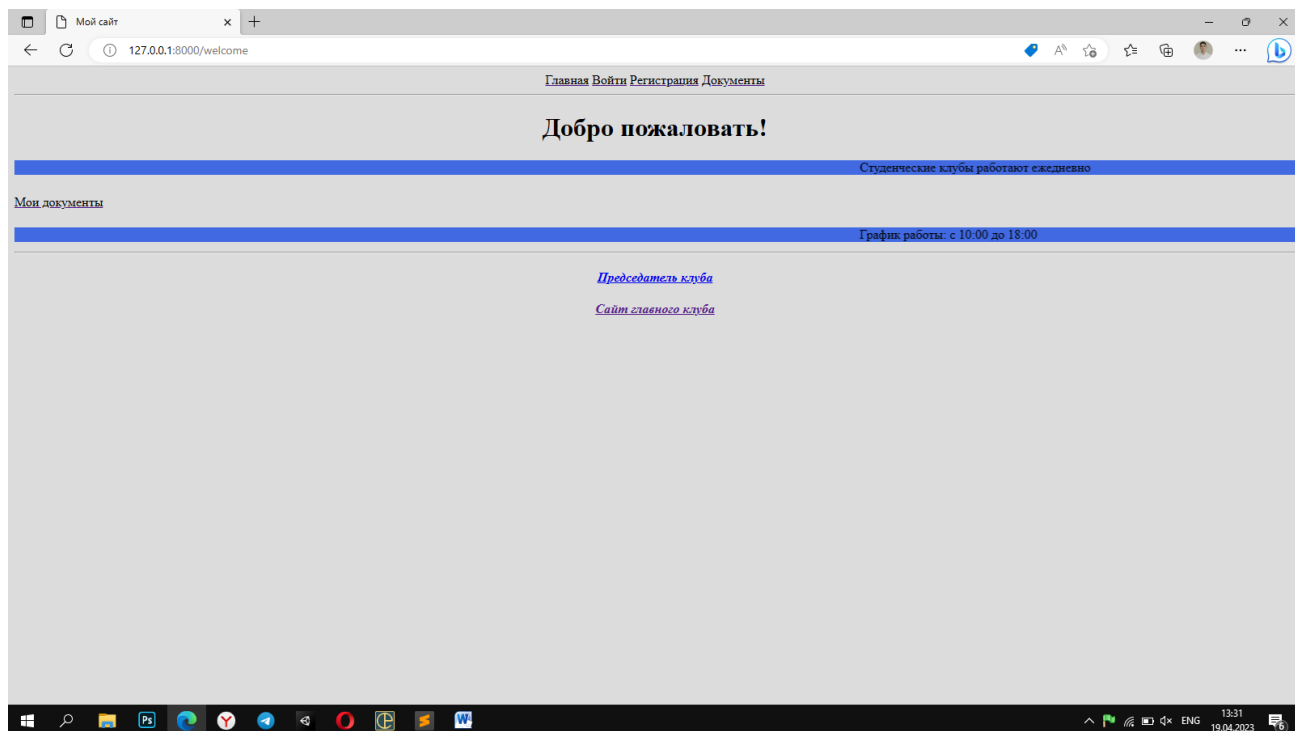 Мой сайт
127.0.0.1:8000/welcome
Главная Войти Регистрация Документы
Добро пожаловать!
Студенческие клубы работают ежедневно
Мои документы
График работы: с 10:00 до 18:00
Председатель клуба
Сайт главного клуба
Ps
ENG
13:31
19.04.2023
6